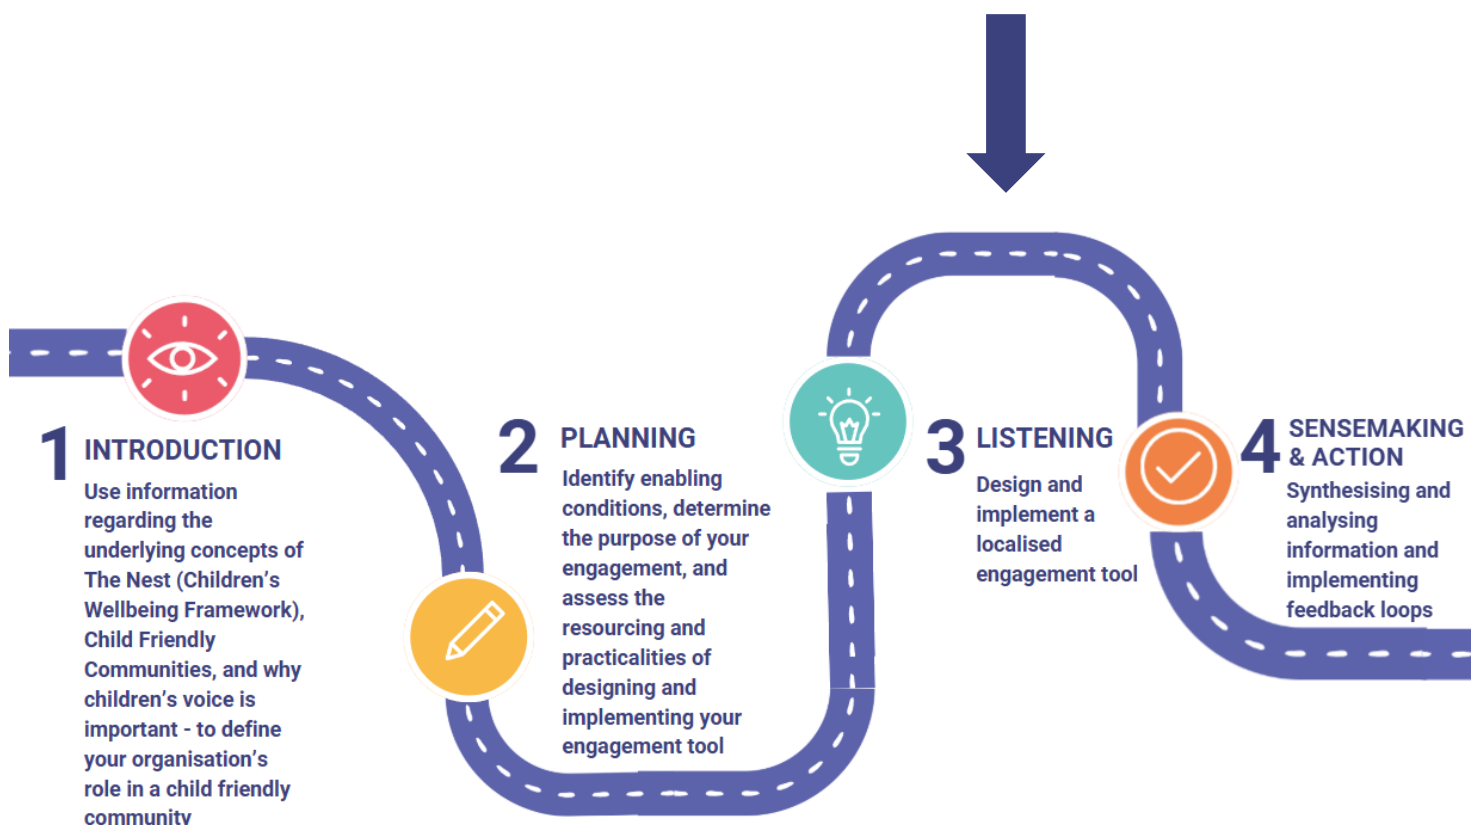 1 INTRODUCTION
Use information
regarding the
underlying concepts of
The Nest (Children's
Wellbeing Framework),
Child Friendly
Communities, and why
children's voice is
important - to define
your organisation's
role in a child friendly
community
2 PLANNING
Identify enabling
conditions, determine
the purpose of your
engagement, and
assess the
resourcing and
practicalities of
designing and
implementing your
engagement tool
3 LISTENING
Design and
implement a
localised
engagement tool
4 SENSEMAKING
& ACTION
Synthesising and
analysing
information and
implementing
feedback loops